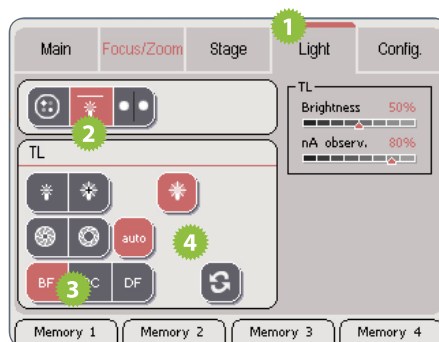 1
Main Focus/Zoom Stage Light Config.
2
TL
Brightness 50%
nA observ. 80%
TL
auto
4
BF 3 C DF
Memory 1 Memory 2 Memory 3 Memory 4